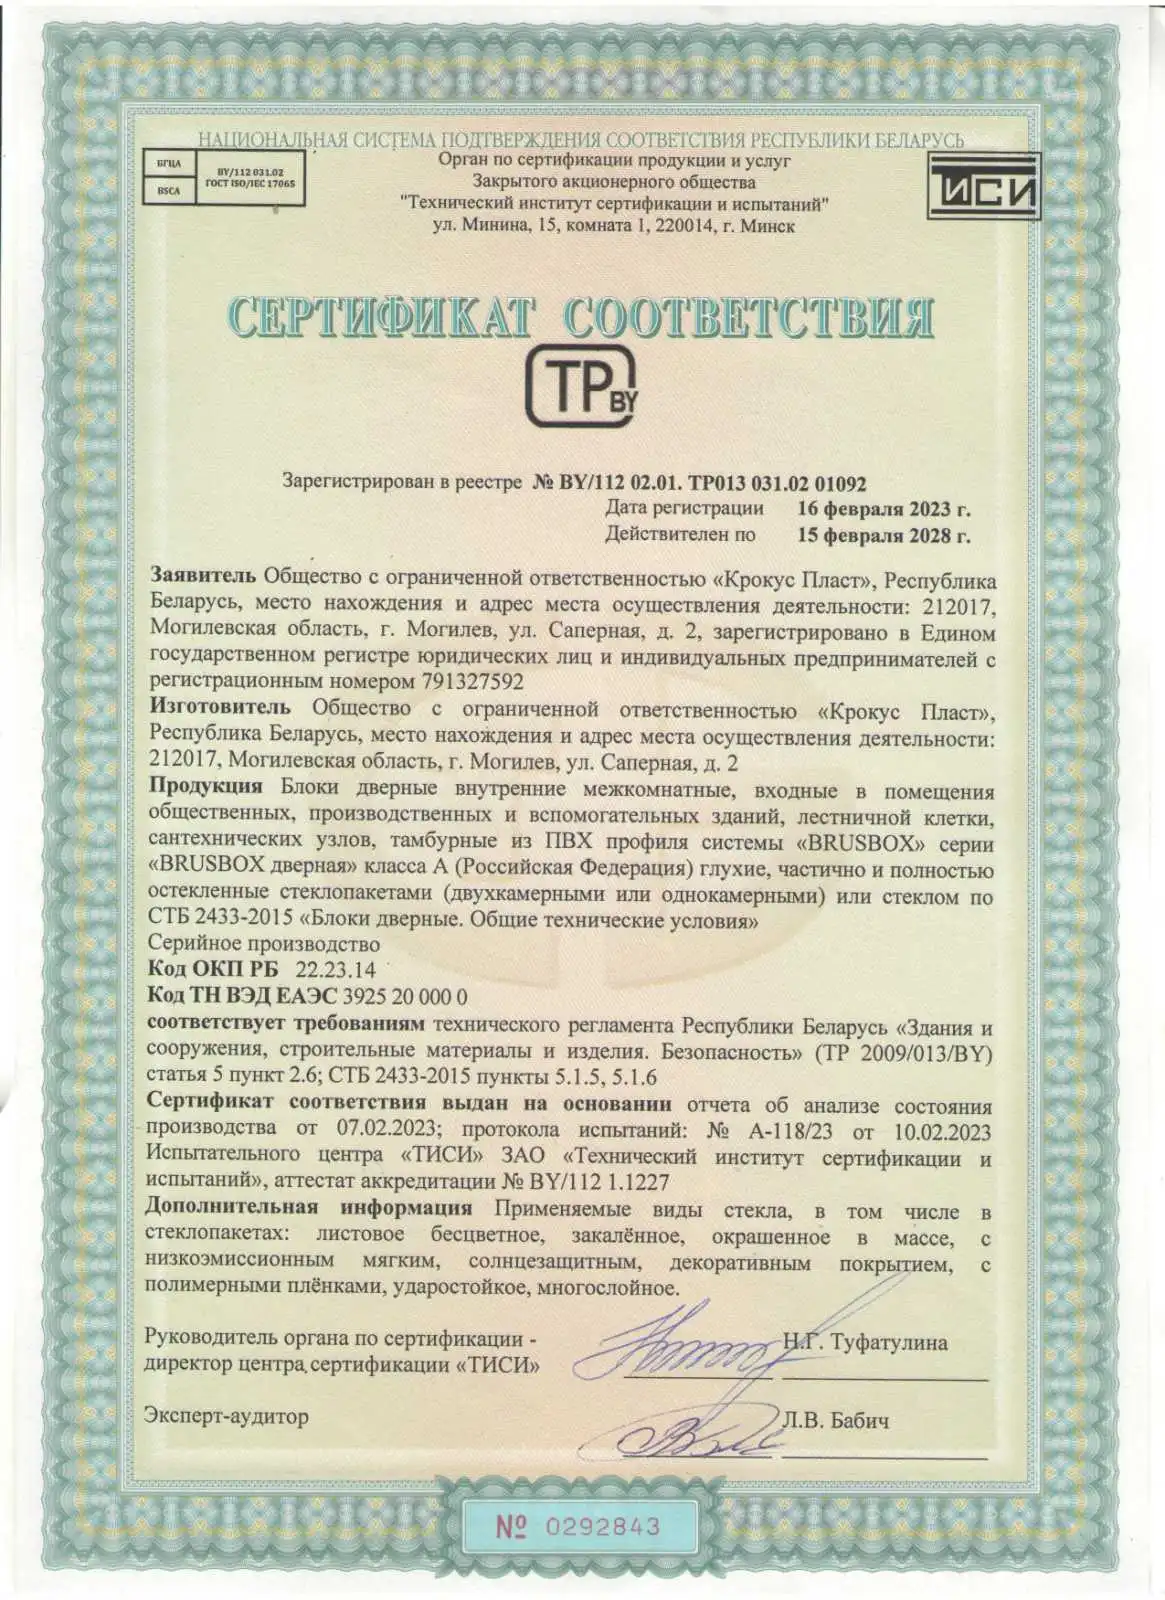 НАЦИОНАЛЬНАЯ СИСТЕМА ПОДТВЕРЖДЕНИЯ СООТВЕТСТВИЯ РЕСПУБЛИКИ БЕЛАРУСЬ
БГЦА
BSCA
BY/112 031.02
ГОСТ ISO/IEC 17065
Орган по сертификации продукции и услуг
Закрытого акционерного общества
"Технический институт сертификации и испытаний"
ул. Минина, 15, комната 1, 220014, г. Минск
ТИСИ
СЕРТИФИКАТ СООТВЕТСТВИЯ
ТР BY
Зарегистрирован в реестре № BY/112 02.01. ТР013 031.02 01092
Дата регистрации 16 февраля 2023 г.
Действителен по 15 февраля 2028 г.
Заявитель Общество с ограниченной ответственностью «Крокус Пласт», Республика
Беларусь, место нахождения и адрес места осуществления деятельности: 212017,
Могилевская область, г. Могилев, ул. Саперная, д. 2, зарегистрировано в Едином
государственном регистре юридических лиц и индивидуальных предпринимателей с
регистрационным номером 791327592
Изготовитель Общество с ограниченной ответственностью «Крокус Пласт»,
Республика Беларусь, место нахождения и адрес места осуществления деятельности:
212017, Могилевская область, г. Могилев, ул. Саперная, д. 2
Продукция Блоки дверные внутренние межкомнатные, входные в помещения
общественных, производственных и вспомогательных зданий, лестничной клетки,
сантехнических узлов, тамбурные из ПВХ профиля системы «BRUSBOX» серии
«BRUSBOX дверная» класса А (Российская Федерация) глухие, частично и полностью
остекленные стеклопакетами (двухкамерными или однокамерными) или стеклом по
СТБ 2433-2015 «Блоки дверные. Общие технические условия»
Серийное производство
Код ОКП РБ 22.23.14
Код ТН ВЭД ЕАЭС 3925 20 000 0
соответствует требованиям технического регламента Республики Беларусь «Здания и
сооружения, строительные материалы и изделия. Безопасность» (ТР 2009/013/BY)
статья 5 пункт 2.6; СТБ 2433-2015 пункты 5.1.5, 5.1.6
Сертификат соответствия выдан на основании отчета об анализе состояния
производства от 07.02.2023; протокола испытаний: № А-118/23 от 10.02.2023
Испытательного центра «ТИСИ» ЗАО «Технический институт сертификации и
испытаний», аттестат аккредитации № BY/112 1.1227
Дополнительная информация Применяемые виды стекла, в том числе в
стеклопакетах: листовое бесцветное, закалённое, окрашенное в массе, с
низкоэмиссионным мягким, солнцезащитным, декоративным покрытием, с
полимерными плёнками, ударостойкое, многослойное.
Руководитель органа по сертификации -
директор центра сертификации «ТИСИ»
Н.Г. Туфатулина
Эксперт-аудитор
Л.В. Бабич
№ 0292843